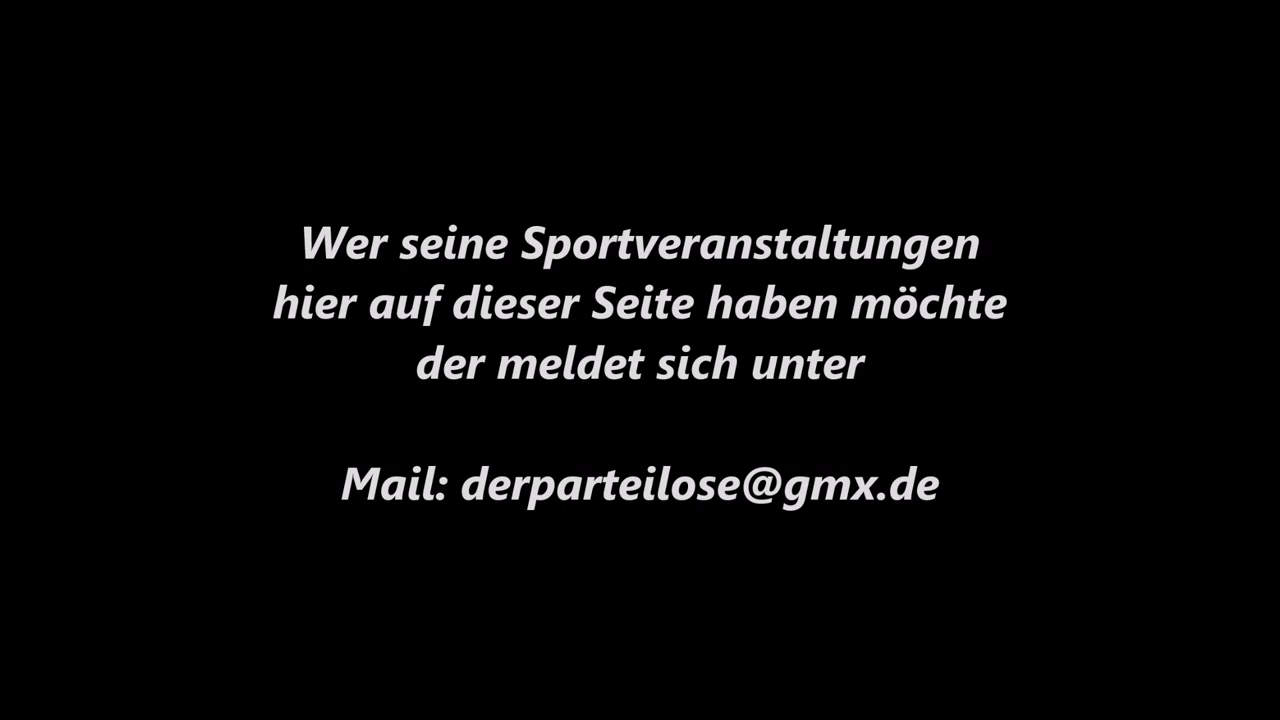 Wer seine Sportveranstaltungen
hier auf dieser Seite haben möchte
der meldet sich unter
Mail: derparteilose@gmx.de